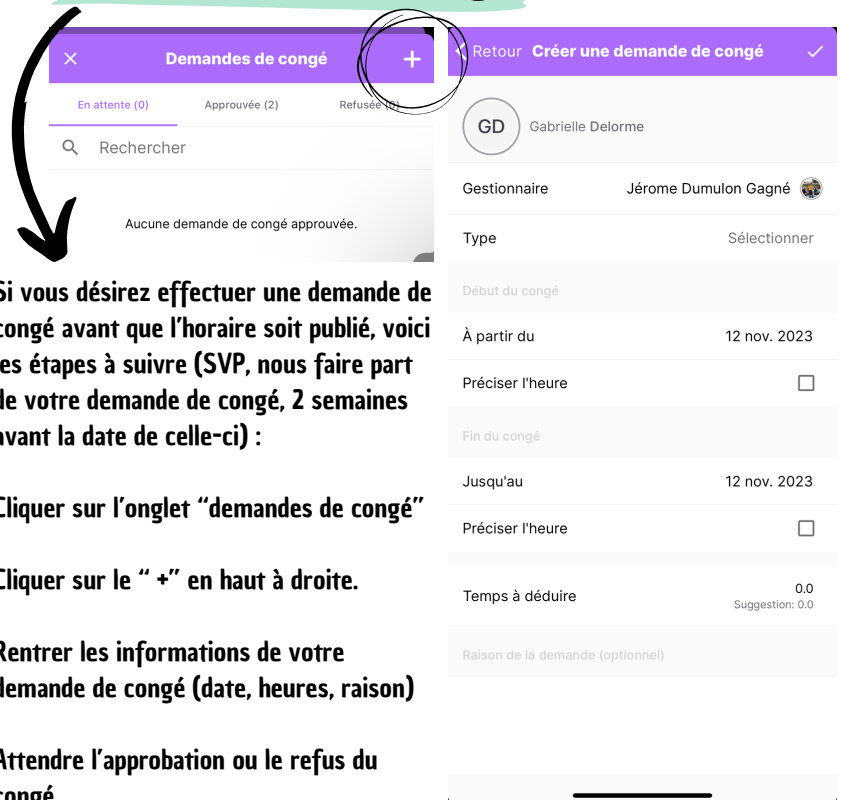 Demandes de congé
En attente (0) Approuvée (2) Refusée (0)
Rechercher
Aucune demande de congé approuvée.
Si vous désirez effectuer une demande de
congé avant que l'horaire soit publié, voici
les étapes à suivre (SVP, nous faire part
de votre demande de congé, 2 semaines
avant la date de celle-ci) :
Cliquer sur l'onglet “demandes de congé”
Cliquer sur le “ +” en haut à droite.
Rentrer les informations de votre
demande de congé (date, heures, raison)
Attendre l'approbation ou le refus du
congé
Retour Créer une demande de congé
GD Gabrielle Delorme
Gestionnaire Jérome Dumulon Gagné
Type Sélectionner
Début du congé
À partir du 12 nov. 2023
Préciser l'heure
Fin du congé
Jusqu'au 12 nov. 2023
Préciser l'heure
Temps à déduire 0.0
Suggestion: 0.0
Raison de la demande (optionnel)